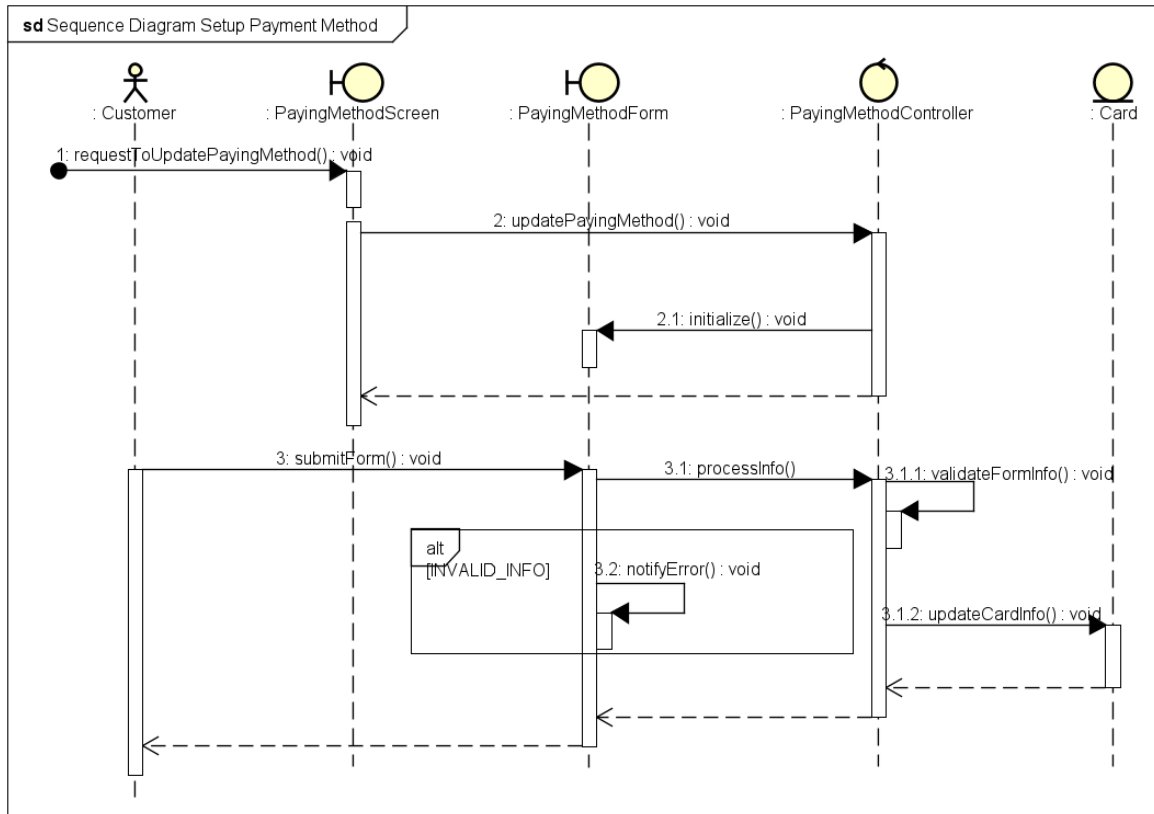 sd Sequence Diagram Setup Payment Method
: Customer
: PayingMethodScreen
: PayingMethodForm
: PayingMethodController
: Card
1: requestToUpdatePayingMethod() : void
2: updatePayingMethod() : void
2.1: initialize() : void
3: submitForm() : void
3.1: processInfo()
3.1.1: validateFormInfo() : void
alt
[INVALID_INFO]
3.2: notifyError() : void
3.1.2: updateCardInfo() : void